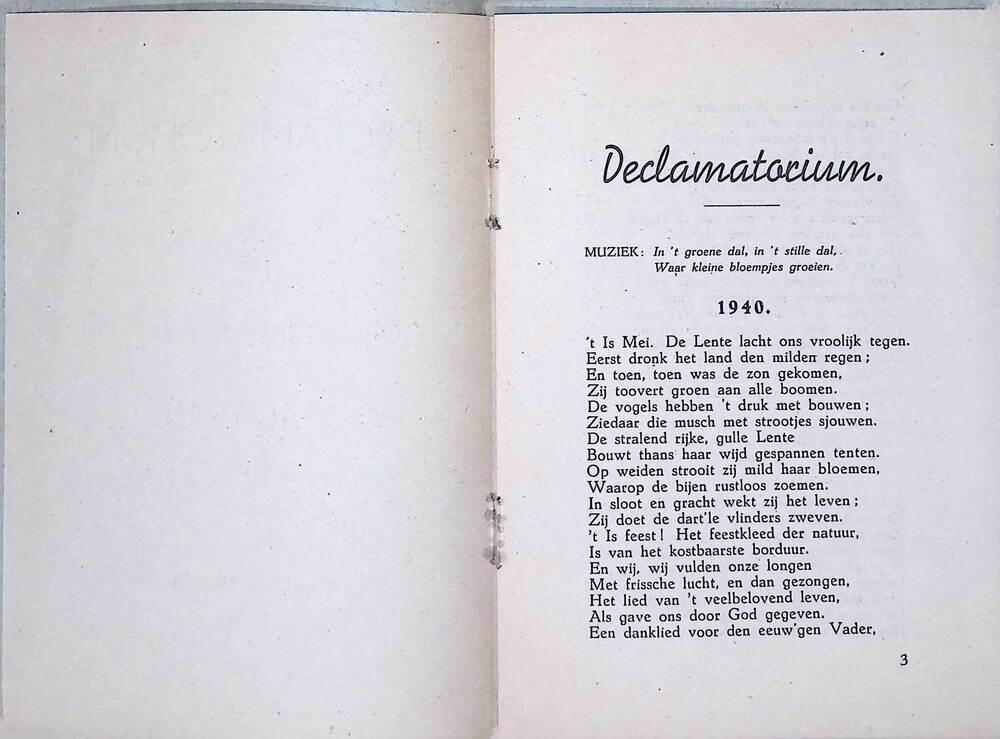 Declamatorium.
MUZIEK: In 't groene dal, in 't stille dal,
Waar kleine bloempjes groeien.
1940.
't Is Mei. De Lente lacht ons vroolijk tegen.
Eerst dronk het land den milden regen;
En toen, toen was de zon gekomen,
Zij toovert groen aan alle boomen.
De vogels hebben 't druk met bouwen;
Ziedaar die musch met strootjes sjouwen.
De stralend rijke, gulle Lente
Bouwt thans haar wijd gespannen tenten.
Op weiden strooit zij mild haar bloemen,
Waarop de bijen rustloos zoemen.
In sloot en gracht wekt zij het leven;
Zij doet de dart'le vlinders zweven.
't Is feest! Het feestkleed der natuur,
Is van het kostbaarste borduur.
En wij, wij vulden onze longen
Met frissche lucht, en dan gezongen,
Het lied van 't veelbelovend leven,
Als gave ons door God gegeven.
Een danklied voor den eeuw'gen Vader,
3